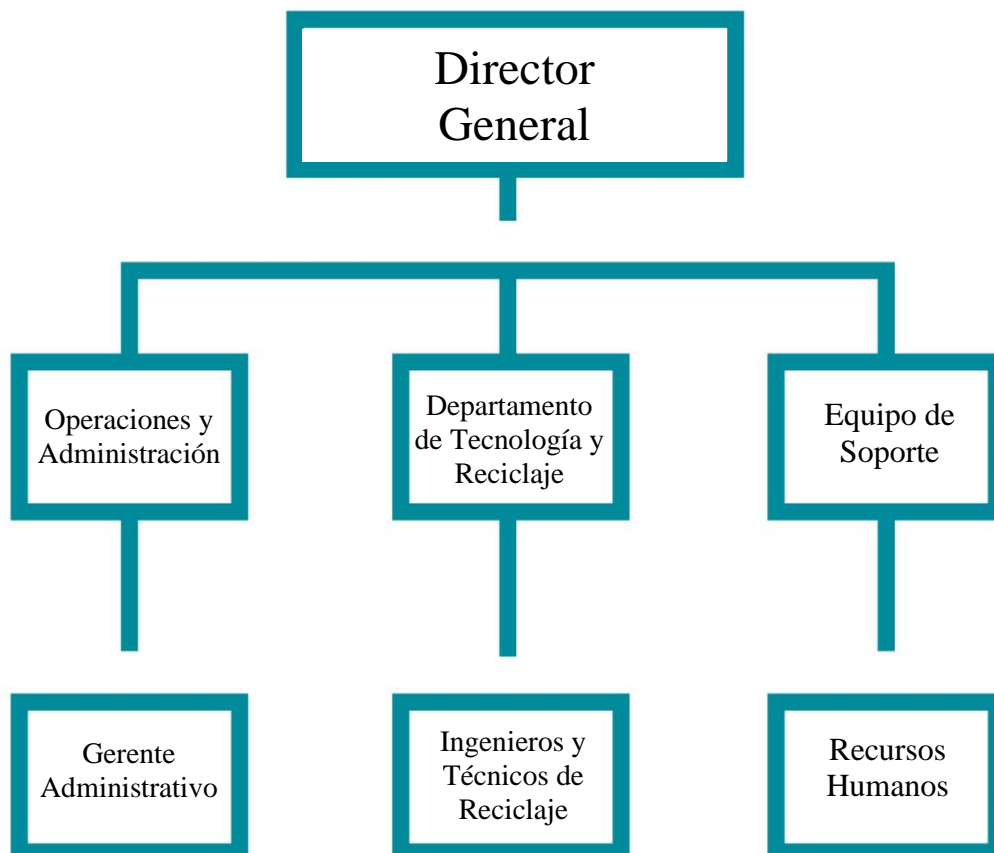 Director
General
Operaciones y
Administración
Departamento
de Tecnología y
Reciclaje
Equipo de
Soporte
Gerente
Administrativo
Ingenieros y
Técnicos de
Reciclaje
Recursos
Humanos